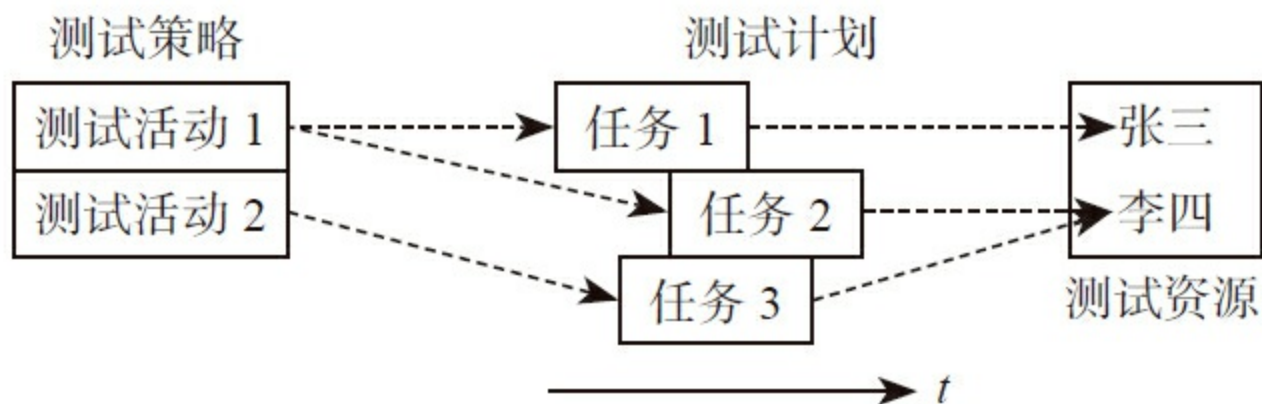 测试策略
测试计划
测试活动 1
任务 1
张三
测试活动 2
任务 2
李四
任务 3
测试资源
t